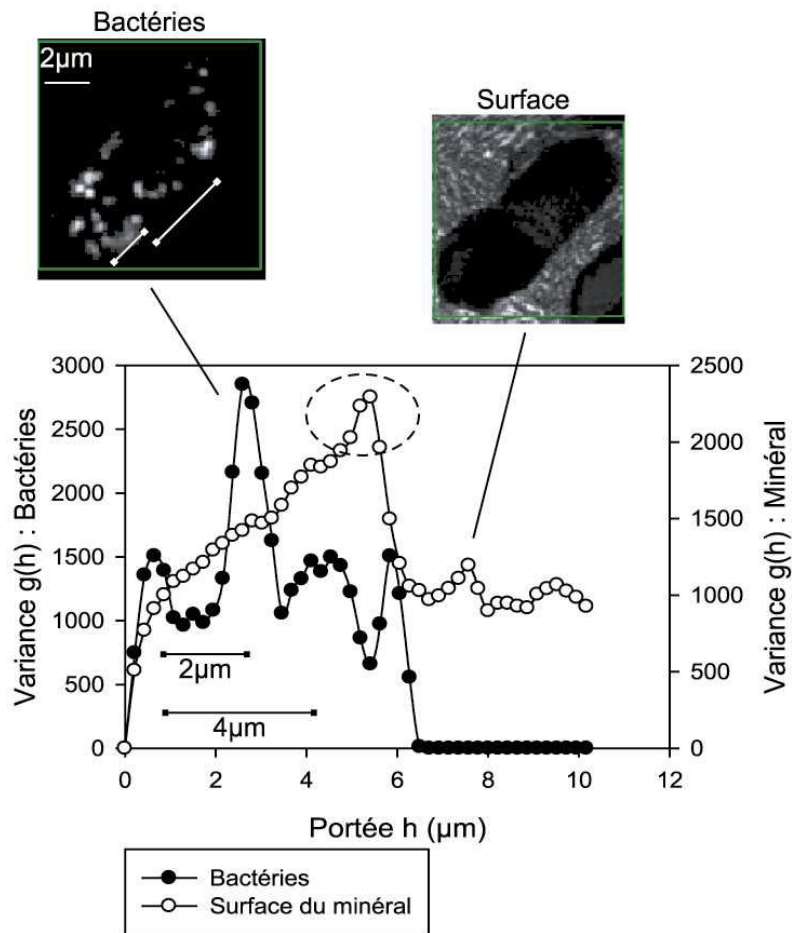 Bactéries
2µm
Surface
Variance g(h) : Bactéries
3000
2500
2000
1500
1000
500
0
2µm
4µm
2500
2000
1500
1000
500
0
Variance g(h) : Minéral
0 2 4 6 8 10 12
Portée h (µm)
Bactéries
Surface du minéral